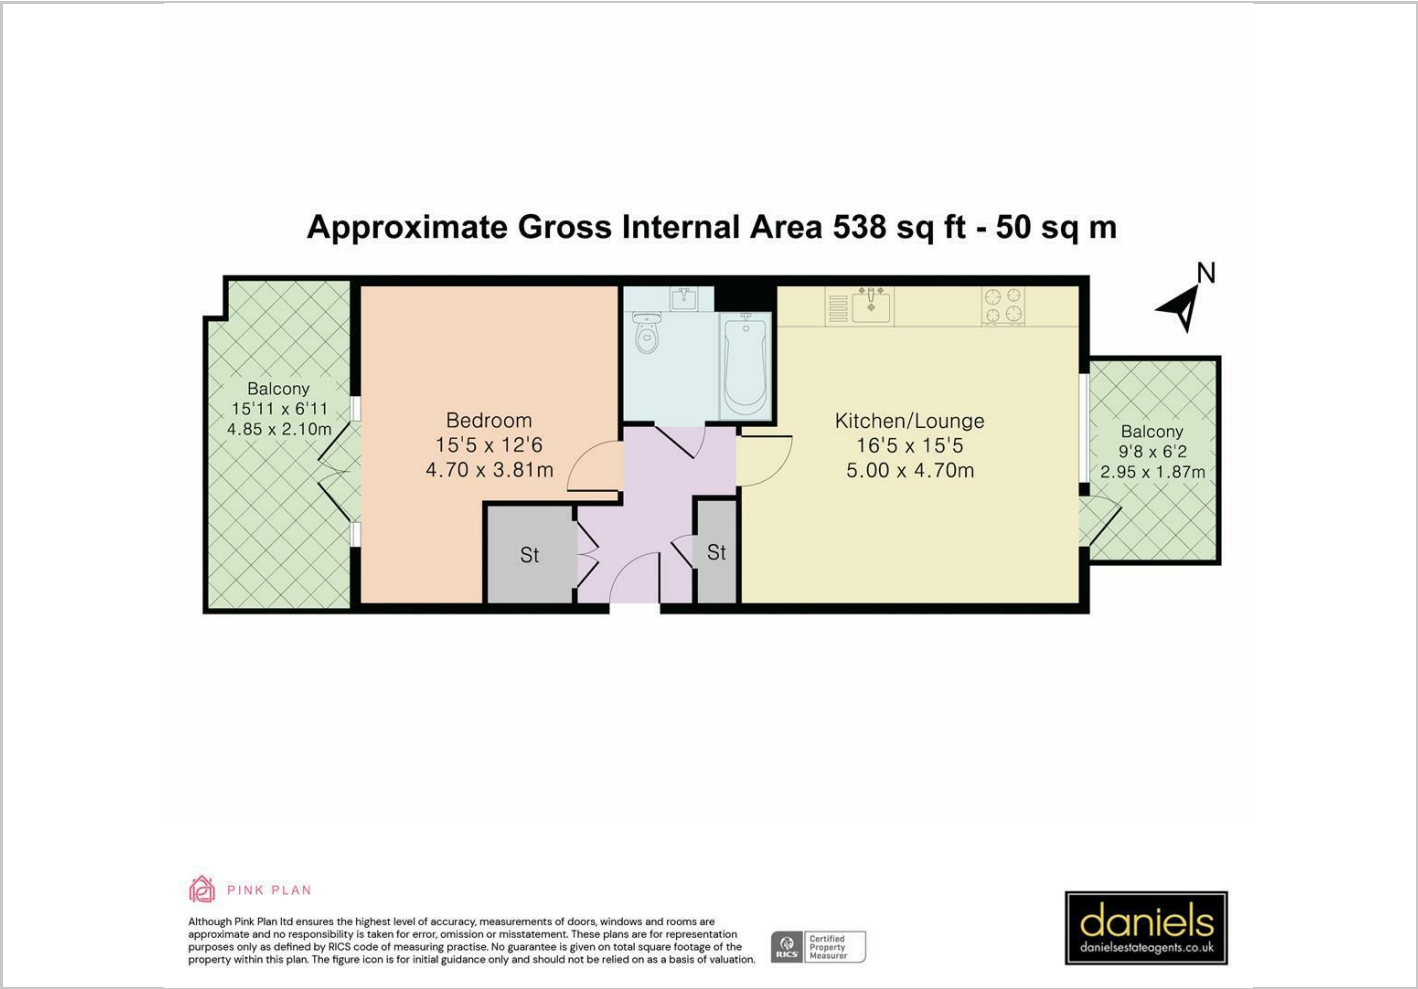 Approximate Gross Internal Area 538 sq ft - 50 sq m
N
Balcony
15'11 x 6'11
4.85 x 2.10m
Bedroom
15'5 x 12'6
4.70 x 3.81m
Kitchen/Lounge
16'5 x 15'5
5.00 x 4.70m
Balcony
9'8 x 6'2
2.95 x 1.87m
St
St
PINK PLAN
Although Pink Plan ltd ensures the highest level of accuracy, measurements of doors, windows and rooms are
approximate and no responsibility is taken for error, omission or misstatement. These plans are for representation
purposes only as defined by RICS code of measuring practise. No guarantee is given on total square footage of the
property within this plan. The figure icon is for initial guidance only and should not be relied on as a basis of valuation.
RICS
Certified
Property
Measurer
daniels
danielsestateagents.co.uk